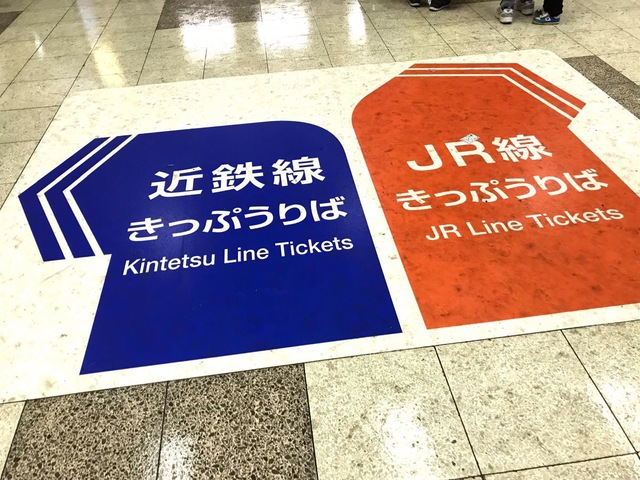 近鉄線
きっぷうりば
Kintetsu Line Tickets
JR線
きっぷうりば
JR Line Tickets